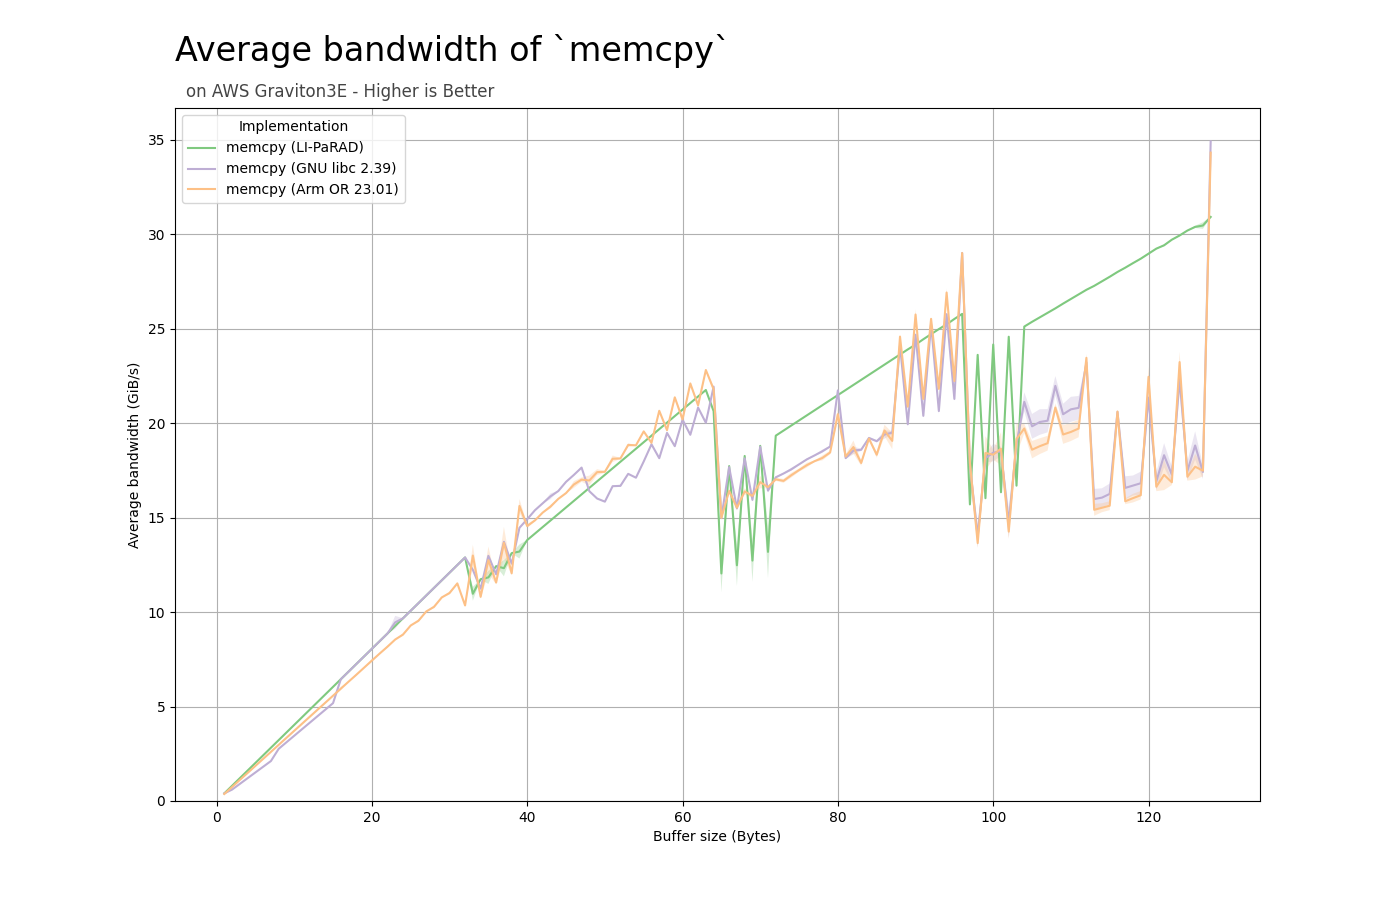 Average bandwidth of `memcpy`
on AWS Graviton3E - Higher is Better
Implementation
memcpy (LI-PaRAD)
memcpy (GNU libc 2.39)
memcpy (Arm OR 23.01)
Average bandwidth (GiB/s)
35
30
25
20
15
10
5
0
0 20 40 60 80 100 120
Buffer size (Bytes)